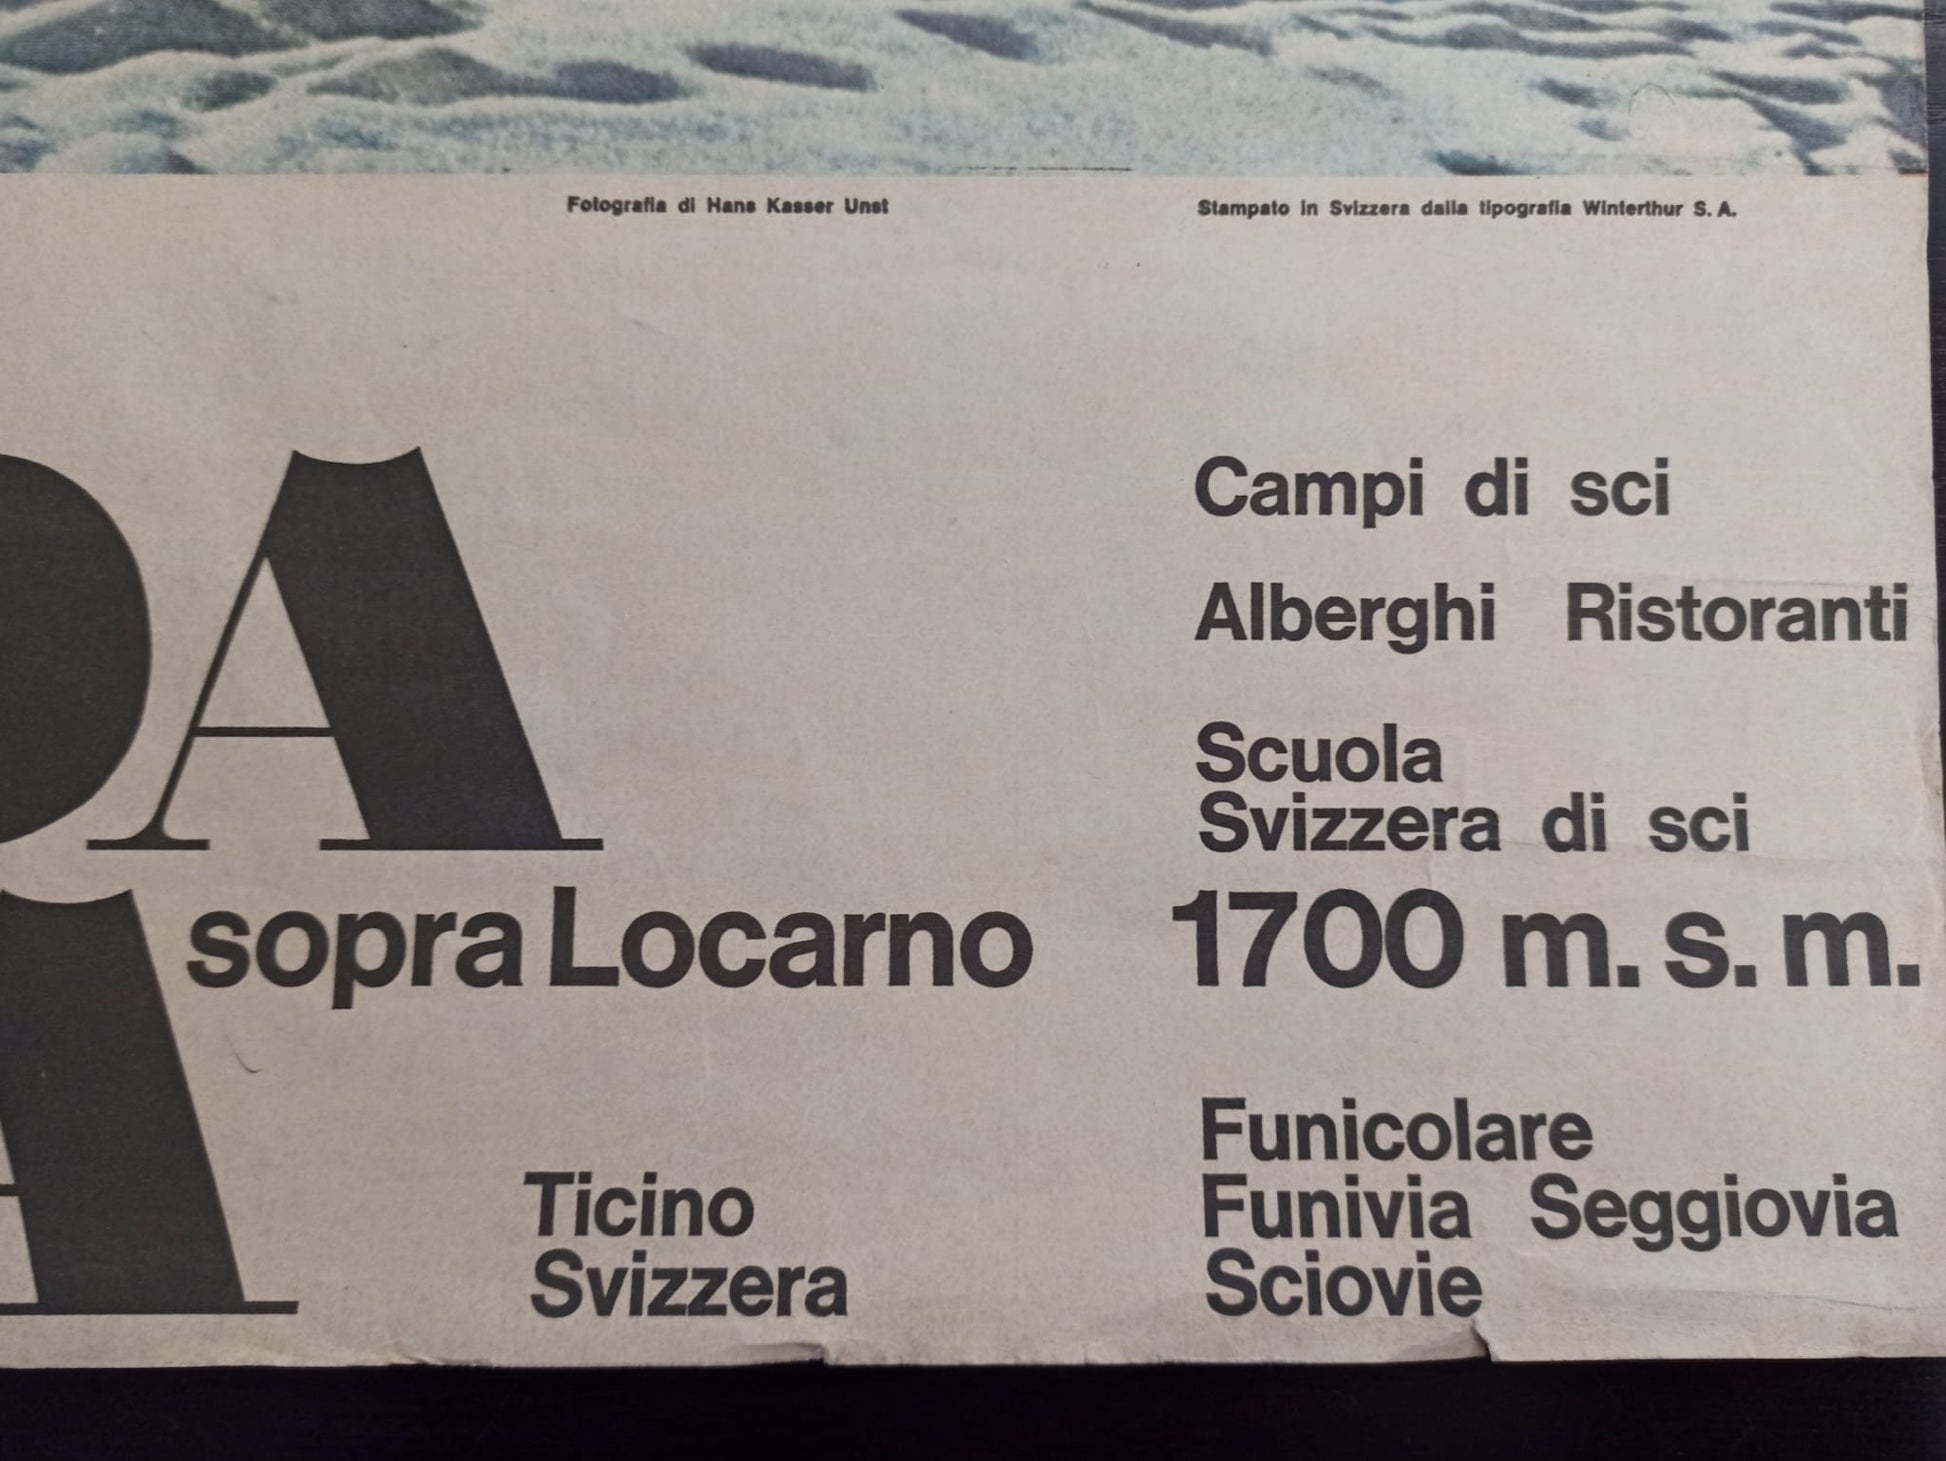 Fotografia di Hans Kasser Unst
Stampato in Svizzera dalla tipografia Winterthur S. A.
DA
Campi di sci
Alberghi Ristoranti
Scuola
Svizzera di sci
A
sopra Locarno
1700 m. s. m.
Ticino
Svizzera
Funicolare
Funivia Seggiovia
Sciovie